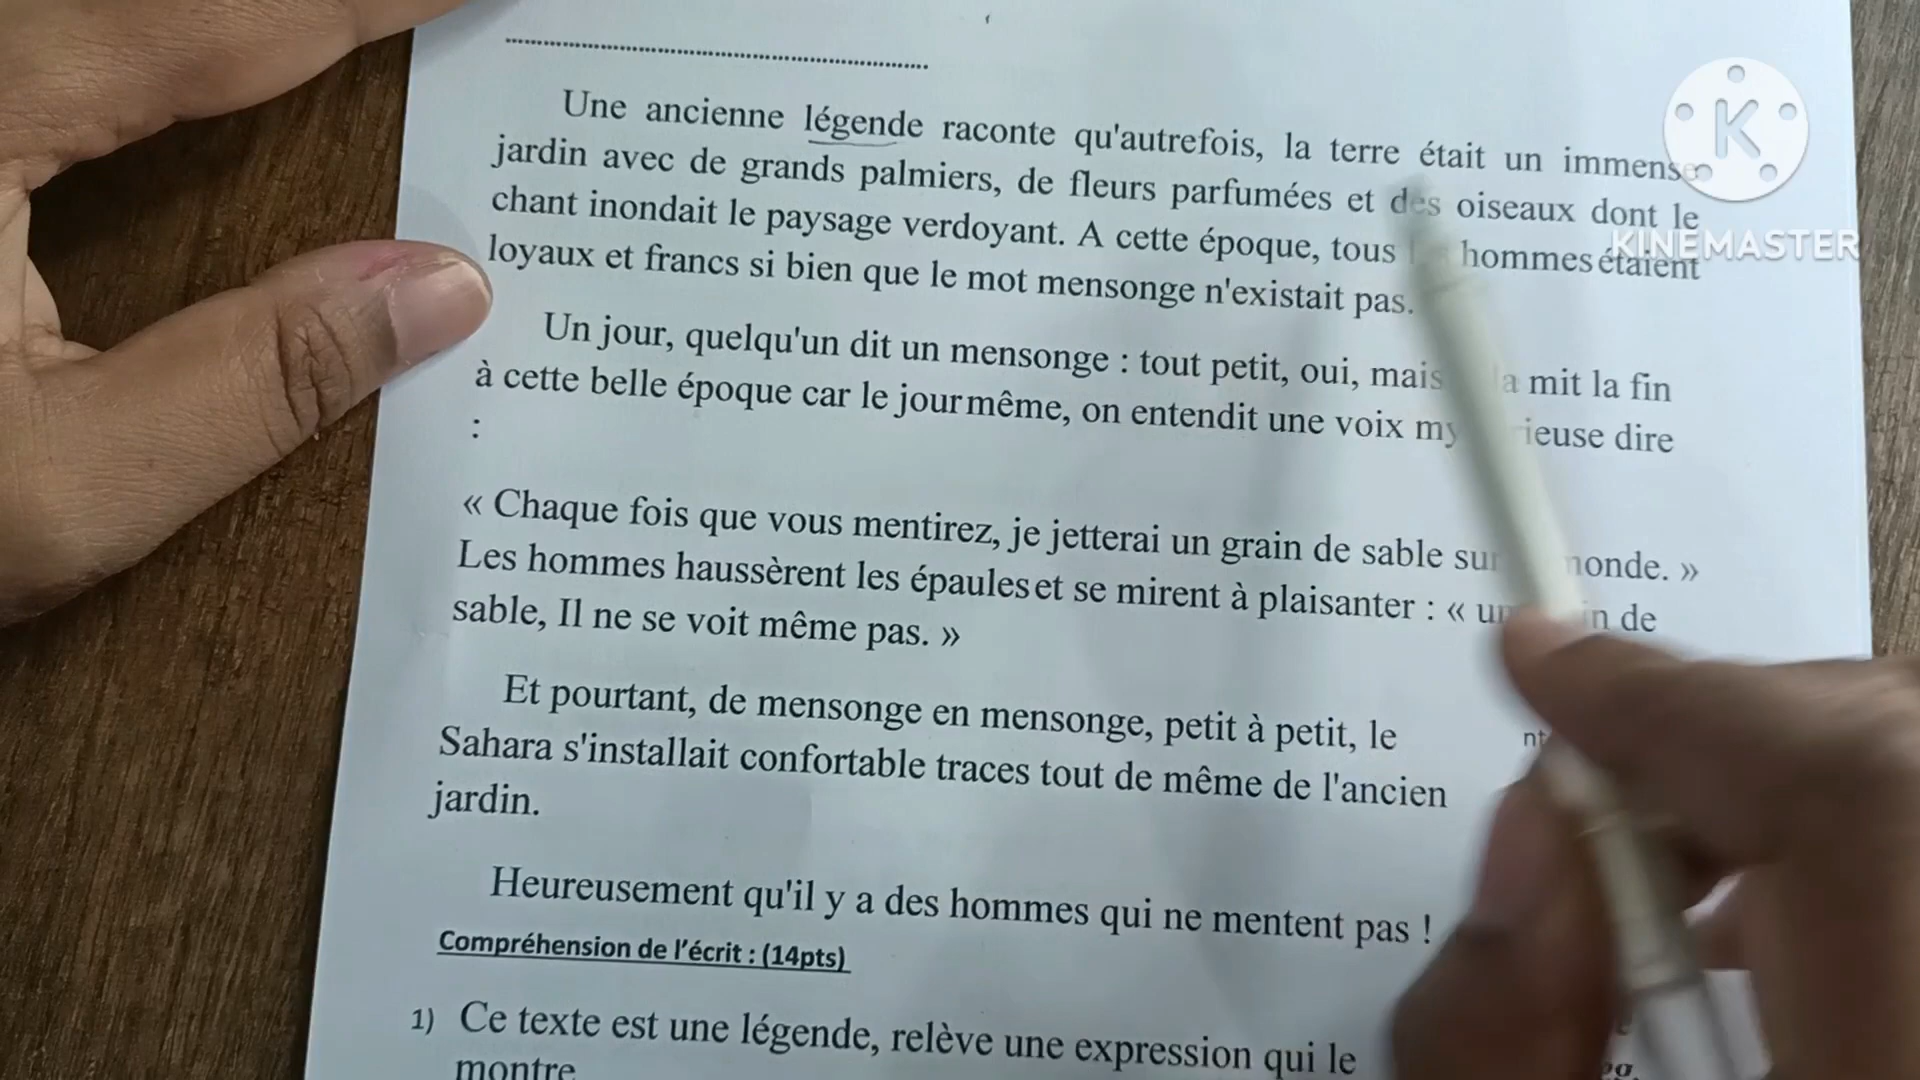 Une ancienne légende raconte qu'autrefois, la terre était un immense
jardin avec de grands palmiers, de fleurs parfumées et des oiseaux dont le
chant inondait le paysage verdoyant. A cette époque, tous hommes étaient
loyaux et francs si bien que le mot mensonge n'existait pas.
Un jour, quelqu'un dit un mensonge : tout petit, oui, mais mit la fin
à cette belle époque car le jour même, on entendit une voix dire
:
« Chaque fois que vous mentirez, je jetterai un grain de sable sur monde. »
Les hommes haussèrent les épaules et se mirent à plaisanter : « de
sable, Il ne se voit même pas. »
Et pourtant, de mensonge en mensonge, petit à petit, le
Sahara s'installait confortable traces tout de même de l'ancien
jardin.
Heureusement qu'il y a des hommes qui ne mentent pas !
Compréhension de l'écrit : (14pts)
1) Ce texte est une légende, relève une expression qui le
montre
K
KINEMASTER